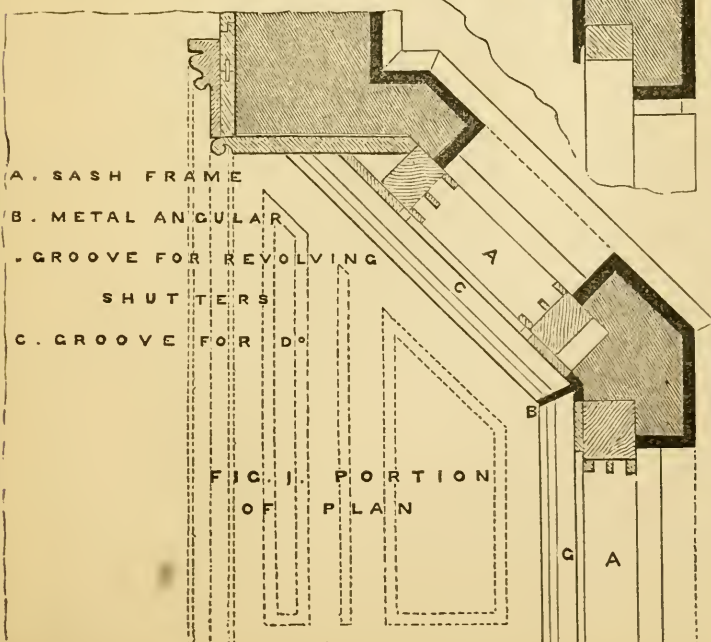 A. SASH FRAME
B. METAL ANGULAR
. GROOVE FOR REVOLVING
SHUTTERS
C. GROOVE FOR Dº
A
C
B
FIG. 1. PORTION
OF PLAN
C A